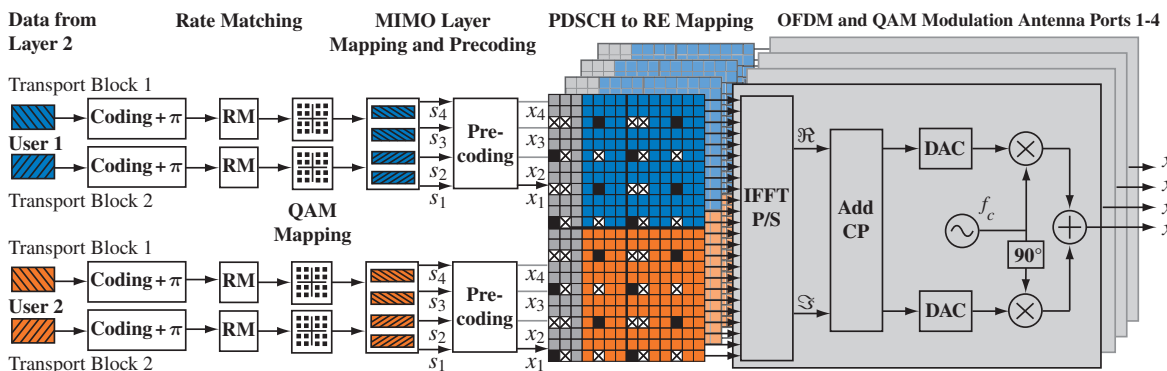 Data from
Layer 2
Rate Matching
MIMO Layer
Mapping and Precoding
PDSCH to RE Mapping
OFDM and QAM Modulation Antenna Ports 1-4
Transport Block 1
Coding + π
RM
User 1
Coding + π
RM
Transport Block 2
s4
s3
s2
s1
Pre-
coding
x4
x3
x2
x1
QAM
Mapping
Transport Block 1
Coding + π
RM
User 2
Coding + π
RM
Transport Block 2
s4
s3
s2
s1
Pre-
coding
x4
x3
x2
x1
IFFT
P/S
ℜ
ℑ
Add
CP
DAC
DAC
fc
90°
x
x
x